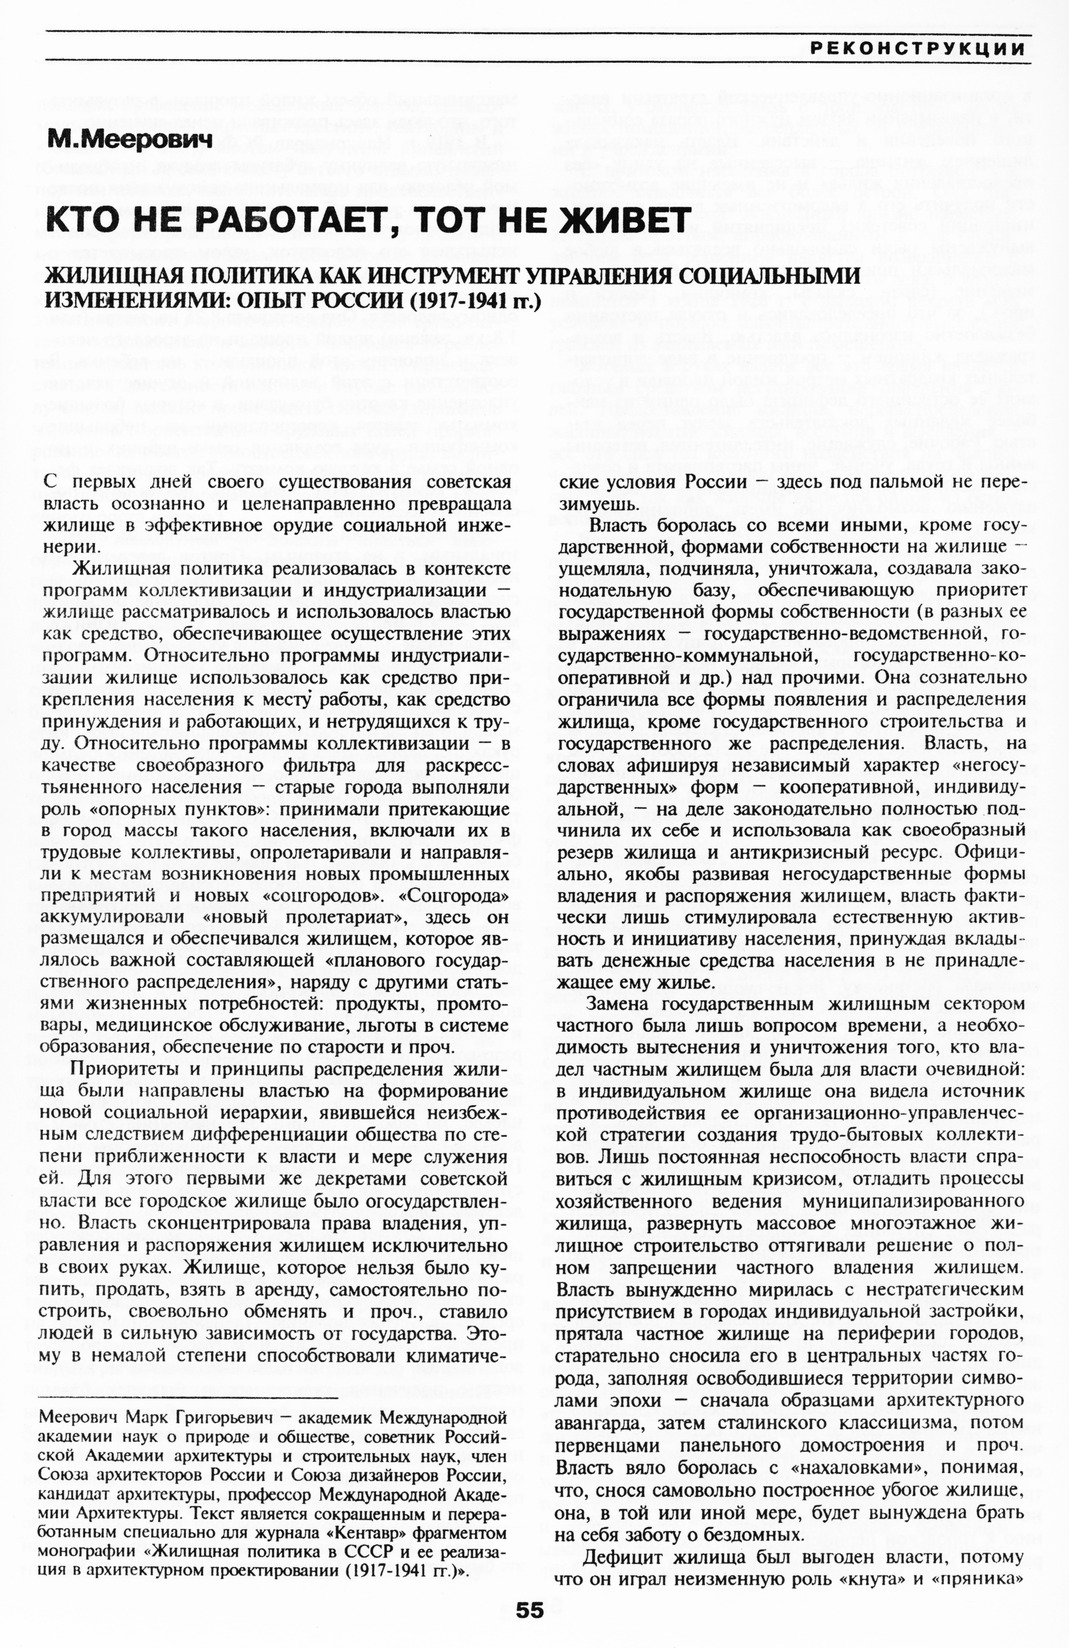 РЕКОНСТРУКЦИИ
М.Меерович
КТО НЕ РАБОТАЕТ, ТОТ НЕ ЖИВЕТ
ЖИЛИЩНАЯ ПОЛИТИКА КАК ИНСТРУМЕНТ УПРАВЛЕНИЯ СОЦИАЛЬНЫМИ
ИЗМЕНЕНИЯМИ: ОПЫТ РОССИИ (1917-1941 гг.)
С первых дней своего существования советская
власть осознанно и целенаправленно превращала
жилище в эффективное орудие социальной инже-
нерии.
Жилищная политика реализовалась в контексте
программ коллективизации и индустриализации —
жилище рассматривалось и использовалось властью
как средство, обеспечивающее осуществление этих
программ. Относительно программы индустриали-
зации жилище использовалось как средство при-
крепления населения к месту работы, как средство
принуждения и работающих, и нетрудящихся к тру-
ду. Относительно программы коллективизации — в
качестве своеобразного фильтра для раскресс-
тьяненного населения — старые города выполняли
роль «опорных пунктов»: принимали притекающие
в город массы такого населения, включали их в
трудовые коллективы, опролетаривали и направля-
ли к местам возникновения новых промышленных
предприятий и новых «соцгородов». «Соцгорода»
аккумулировали «новый пролетариат», здесь он
размещался и обеспечивался жилищем, которое яв-
лялось важной составляющей «планового государ-
ственного распределения», наряду с другими стать-
ями жизненных потребностей: продукты, промто-
вары, медицинское обслуживание, льготы в системе
образования, обеспечение по старости и проч.
Приоритеты и принципы распределения жили-
ща были направлены властью на формирование
новой социальной иерархии, явившейся неизбеж-
ным следствием дифференциации общества по сте-
пени приближенности к власти и мере служения
ей. Для этого первыми же декретами советской
власти все городское жилище было огосударствлен-
но. Власть сконцентрировала права владения, уп-
равления и распоряжения жилищем исключительно
в своих руках. Жилище, которое нельзя было ку-
пить, продать, взять в аренду, самостоятельно по-
строить, своевольно обменять и проч., ставило
людей в сильную зависимость от государства. Это-
му в немалой степени способствовали климатиче-
Меерович Марк Григорьевич — академик Международной
академии наук о природе и обществе, советник Россий-
ской Академии архитектуры и строительных наук, член
Союза архитекторов России и Союза дизайнеров России,
кандидат архитектуры, профессор Международной Акаде-
мии Архитектуры. Текст является сокращенным и перера-
ботанным специально для журнала «Кентавр» фрагментом
монографии «Жилищная политика в СССР и ее реализа-
ция в архитектурном проектировании (1917-1941 гг.)».
ские условия России — здесь под пальмой не пере-
зимуешь.
Власть боролась со всеми иными, кроме госу-
дарственной, формами собственности на жилище —
ущемляла, подчиняла, уничтожала, создавала зако-
нодательную базу, обеспечивающую приоритет
государственной формы собственности (в разных ее
выражениях — государственно-ведомственной, го-
сударственно-коммунальной, государственно-ко-
оперативной и др.) над прочими. Она сознательно
ограничила все формы появления и распределения
жилища, кроме государственного строительства и
государственного же распределения. Власть, на
словах афишируя независимый характер «негосу-
дарственных» форм — кооперативной, индивиду-
альной, — на деле законодательно полностью под-
чинила их себе и использовала как своеобразный
резерв жилища и антикризисный ресурс. Офици-
ально, якобы развивая негосударственные формы
владения и распоряжения жилищем, власть факти-
чески лишь стимулировала естественную актив-
ность и инициативу населения, принуждая вклады-
вать денежные средства населения в не принадле-
жащее ему жилье.
Замена государственным жилищным сектором
частного была лишь вопросом времени, а необхо-
димость вытеснения и уничтожения того, кто вла-
дел частным жилищем была для власти очевидной:
в индивидуальном жилище она видела источник
противодействия ее организационно-управленчес-
кой стратегии создания трудо-бытовых коллекти-
вов. Лишь постоянная неспособность власти спра-
виться с жилищным кризисом, отладить процессы
хозяйственного ведения муниципализированного
жилища, развернуть массовое многоэтажное жи-
лищное строительство оттягивали решение о пол-
ном запрещении частного владения жилищем.
Власть вынужденно мирилась с нестратегическим
присутствием в городах индивидуальной застройки,
прятала частное жилище на периферии городов,
старательно сносила его в центральных частях го-
рода, заполняя освободившиеся территории симво-
лами эпохи — сначала образцами архитектурного
авангарда, затем сталинского классицизма, потом
первенцами панельного домостроения и проч.
Власть вяло боролась с «нахаловками», понимая,
что, снося самовольно построенное убогое жилище,
она, в той или иной мере, будет вынуждена брать
на себя заботу о бездомных.
Дефицит жилища был выгоден власти, потому
что он играл неизменную роль «кнута» и «пряника»
55